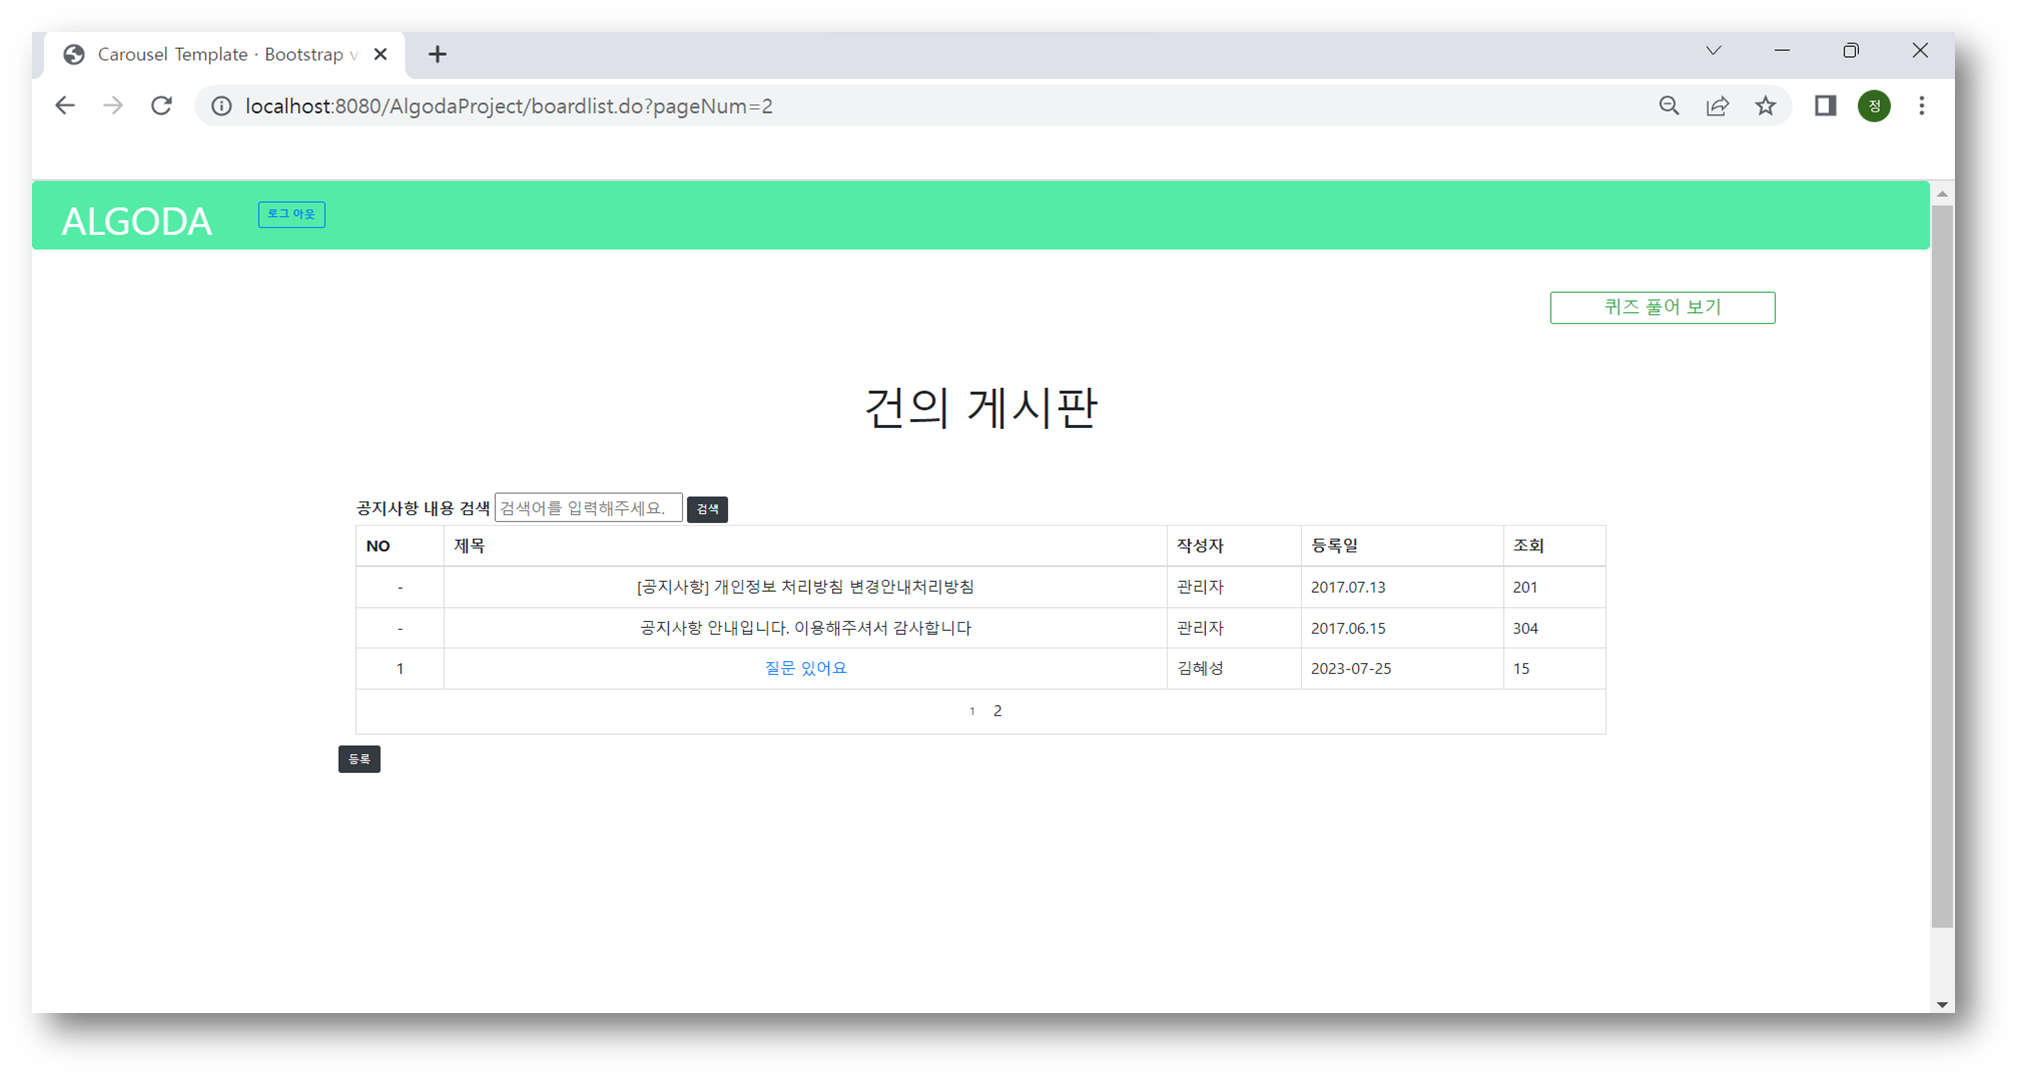 Carousel Template · Bootstrap v
localhost:8080/AlgodaProject/boardlist.do?pageNum=2
정
ALGODA 로그 아웃
퀴즈 풀어 보기
건의 게시판
공지사항 내용 검색 검색어를 입력해주세요. 검색
NO 제목 작성자 등록일 조회
- [공지사항] 개인정보 처리방침 변경안내처리방침 관리자 2017.07.13 201
- 공지사항 안내입니다. 이용해주셔서 감사합니다 관리자 2017.06.15 304
1 질문 있어요 김혜성 2023-07-25 15
1 2
등록